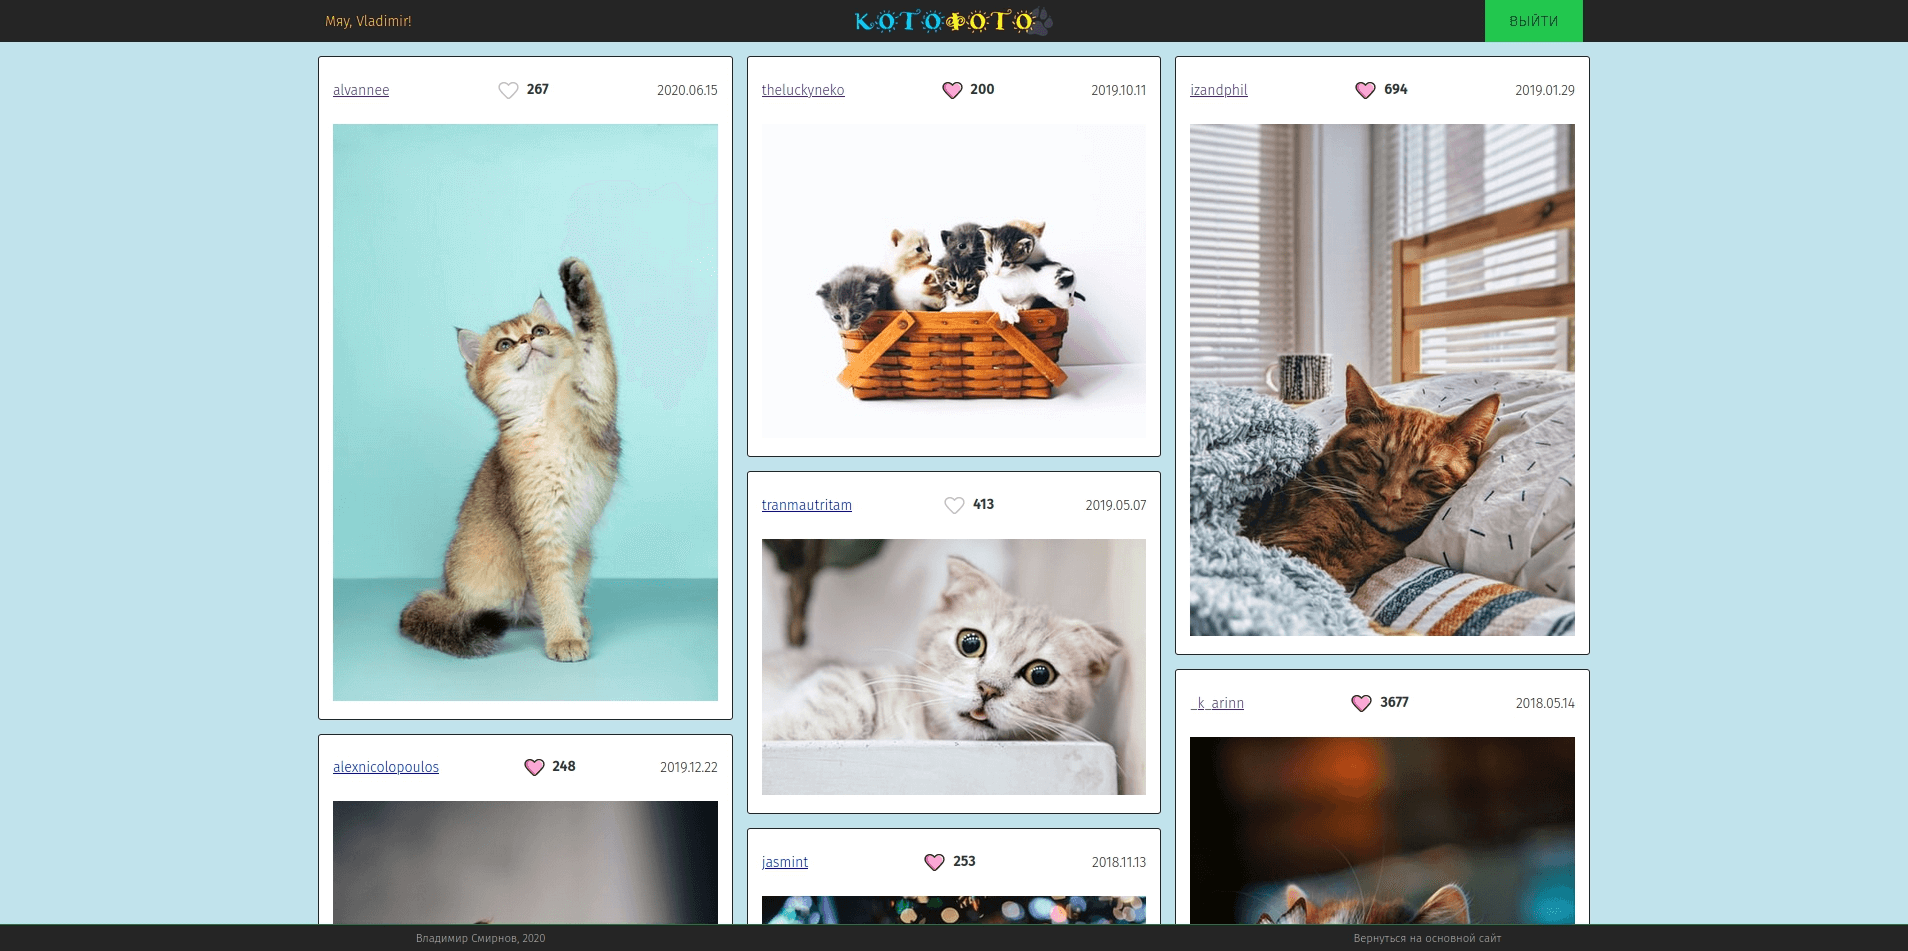 Мяу, Vladimir!
КОТОФОТО
ВЫЙТИ
alvannee 267 2020.06.15
theluckyneko 200 2019.10.11
izandphil 694 2019.01.29
tranmautritam 413 2019.05.07
_k_arinn 3677 2018.05.14
alexnicolopoulos 248 2019.12.22
jasmint 253 2018.11.13
Владимир Смирнов, 2020
Вернуться на основной сайт